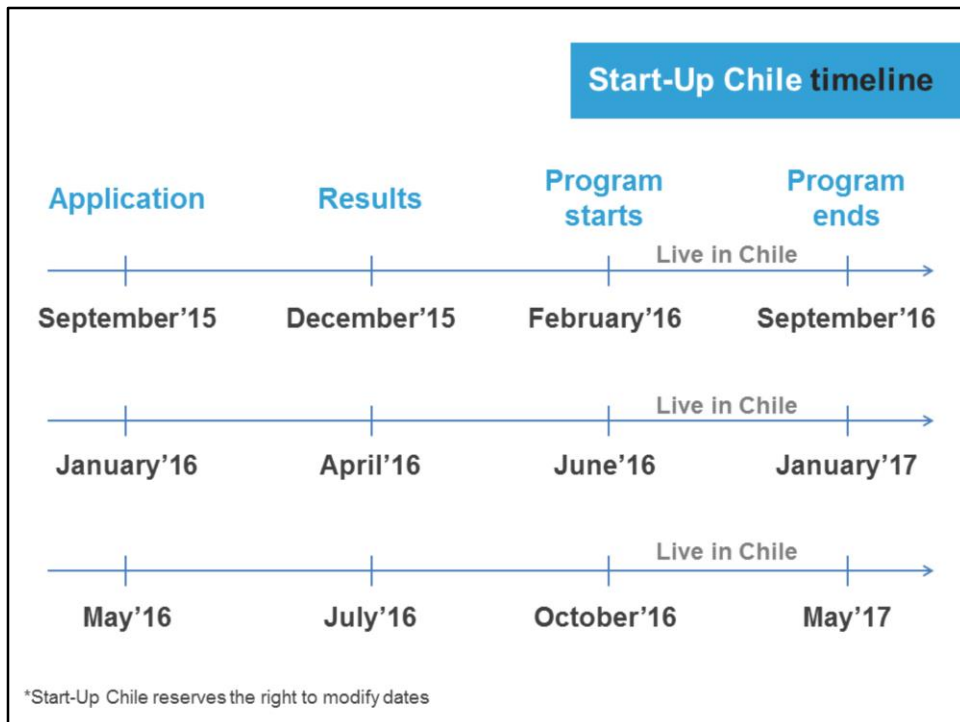 Start-Up Chile timeline
Application Results Program starts Program ends
Live in Chile
September’15 December’15 February’16 September’16
Live in Chile
January’16 April’16 June’16 January’17
Live in Chile
May’16 July’16 October’16 May’17
*Start-Up Chile reserves the right to modify dates